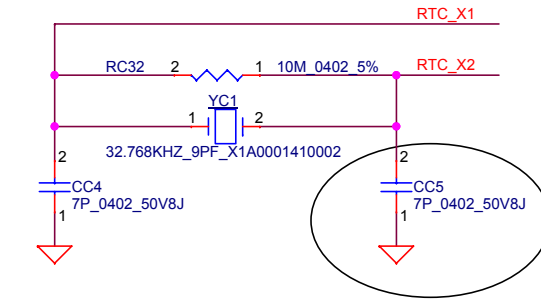 RTC_X1
RC32 2 1 10M_0402_5% RTC_X2
YC1
1 2
32.768KHZ_9PF_X1A0001410002
2 2
CC4 CC5
7P_0402_50V8J 7P_0402_50V8J
1 1